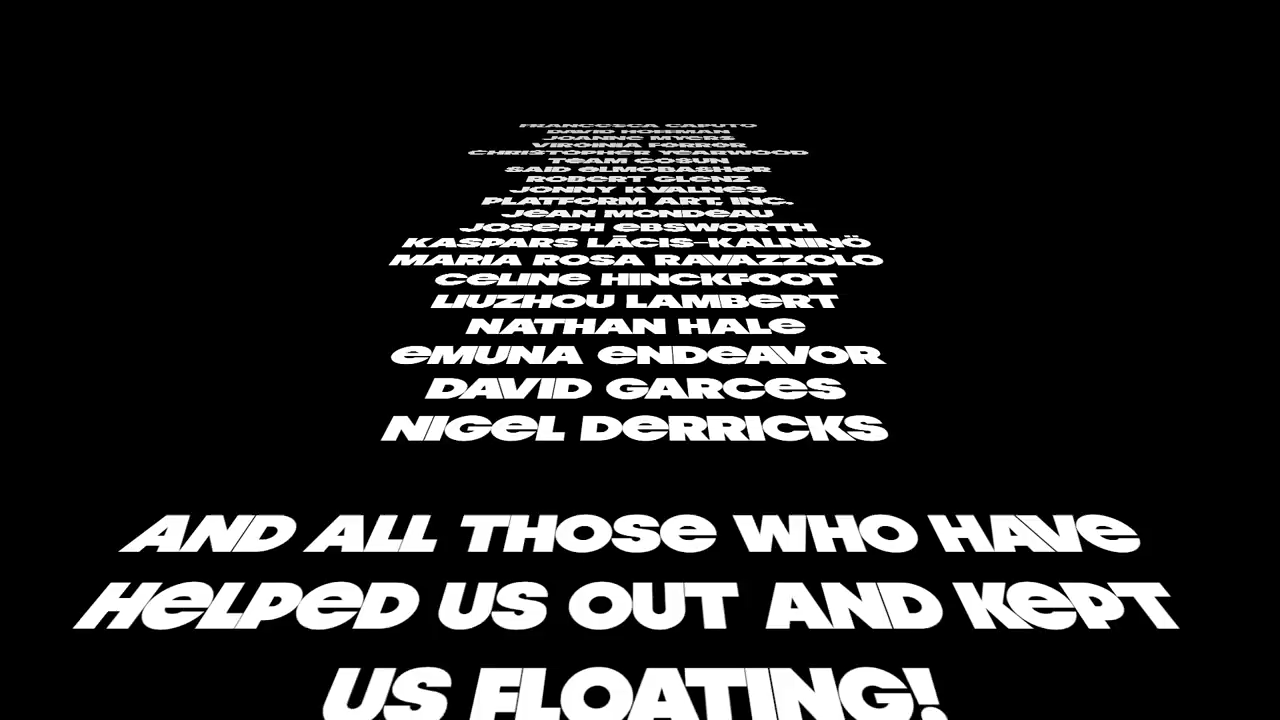 FRANCESCA CAPUTO
DAVID HOFFMAN
JOANNE MYERS
VIRGINIA FORROR
CHRISTOPHER YEARWOOD
TEAM COSUN
SAID ELMOBASHER
ROBERT GLENZ
JONNY KVALNES
PLATFORM ART, INC.
JEAN MONDEAU
JOSEPH EBSWORTH
KASPARS LĀCIS-KALNIŅÖ
MARIA ROSA RAVAZZOLO
CELINE HINCKFOOT
LIUZHOU LAMBERT
NATHAN HALE
EMUNA ENDEAVOR
DAVID GARCES
NIGEL DERRICKS
AND ALL THOSE WHO HAVE
HELPED US OUT AND KEPT
US FLOATING!